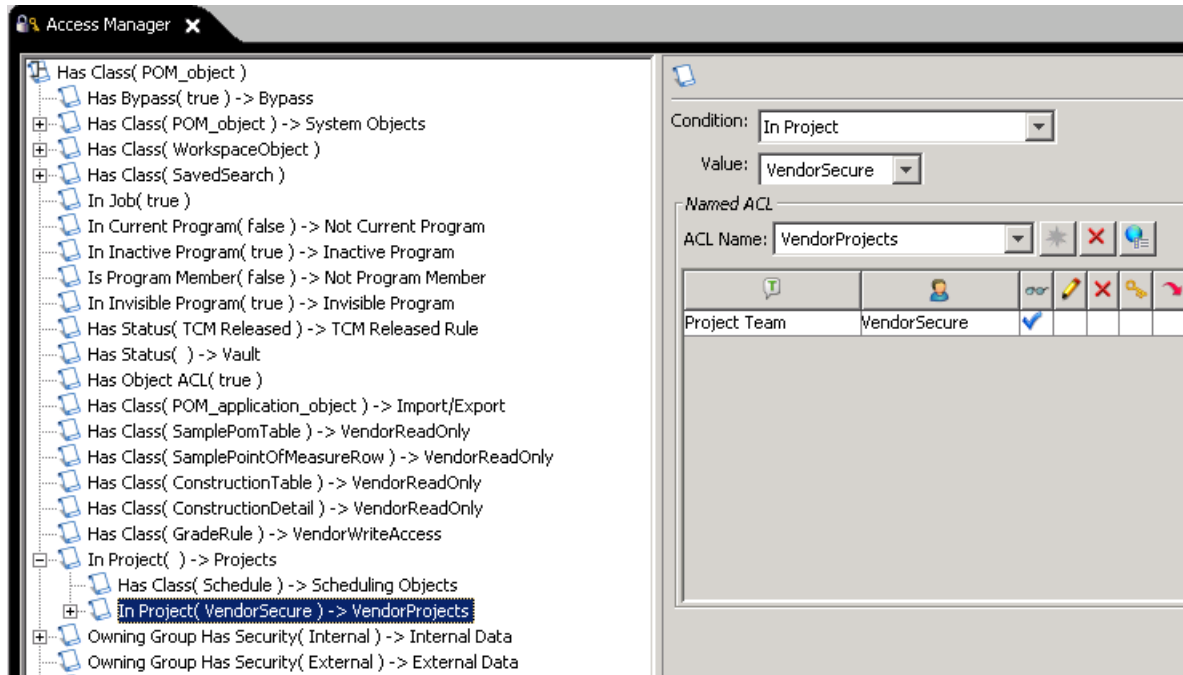 Access Manager
Has Class( POM_object )
Has Bypass( true ) -> Bypass
Has Class( POM_object ) -> System Objects
Has Class( WorkspaceObject )
Has Class( SavedSearch )
In Job( true )
In Current Program( false ) -> Not Current Program
In Inactive Program( true ) -> Inactive Program
Is Program Member( false ) -> Not Program Member
In Invisible Program( true ) -> Invisible Program
Has Status( TCM Released ) -> TCM Released Rule
Has Status( ) -> Vault
Has Object ACL( true )
Has Class( POM_application_object ) -> Import/Export
Has Class( SamplePomTable ) -> VendorReadOnly
Has Class( SamplePointOfMeasureRow ) -> VendorReadOnly
Has Class( ConstructionTable ) -> VendorReadOnly
Has Class( ConstructionDetail ) -> VendorReadOnly
Has Class( GradeRule ) -> VendorWriteAccess
In Project( ) -> Projects
Has Class( Schedule ) -> Scheduling Objects
In Project( VendorSecure ) -> VendorProjects
Owning Group Has Security( Internal ) -> Internal Data
Owning Group Has Security( External ) -> External Data
Condition: In Project
Value: VendorSecure
Named ACL
ACL Name: VendorProjects
Project Team VendorSecure